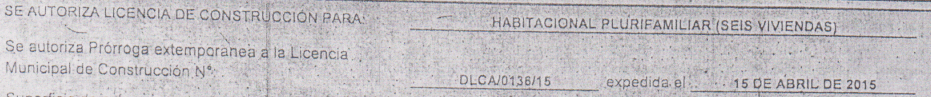 SE AUTORIZA LICENCIA DE CONSTRUCCIÓN PARA: HABITACIONAL PLURIFAMILIAR (SEIS VIVIENDAS)
Se autoriza Prórroga extemporánea a la Licencia
Municipal de Construcción N°: DLCA/0136/15 expedida el: 15 DE ABRIL DE 2015